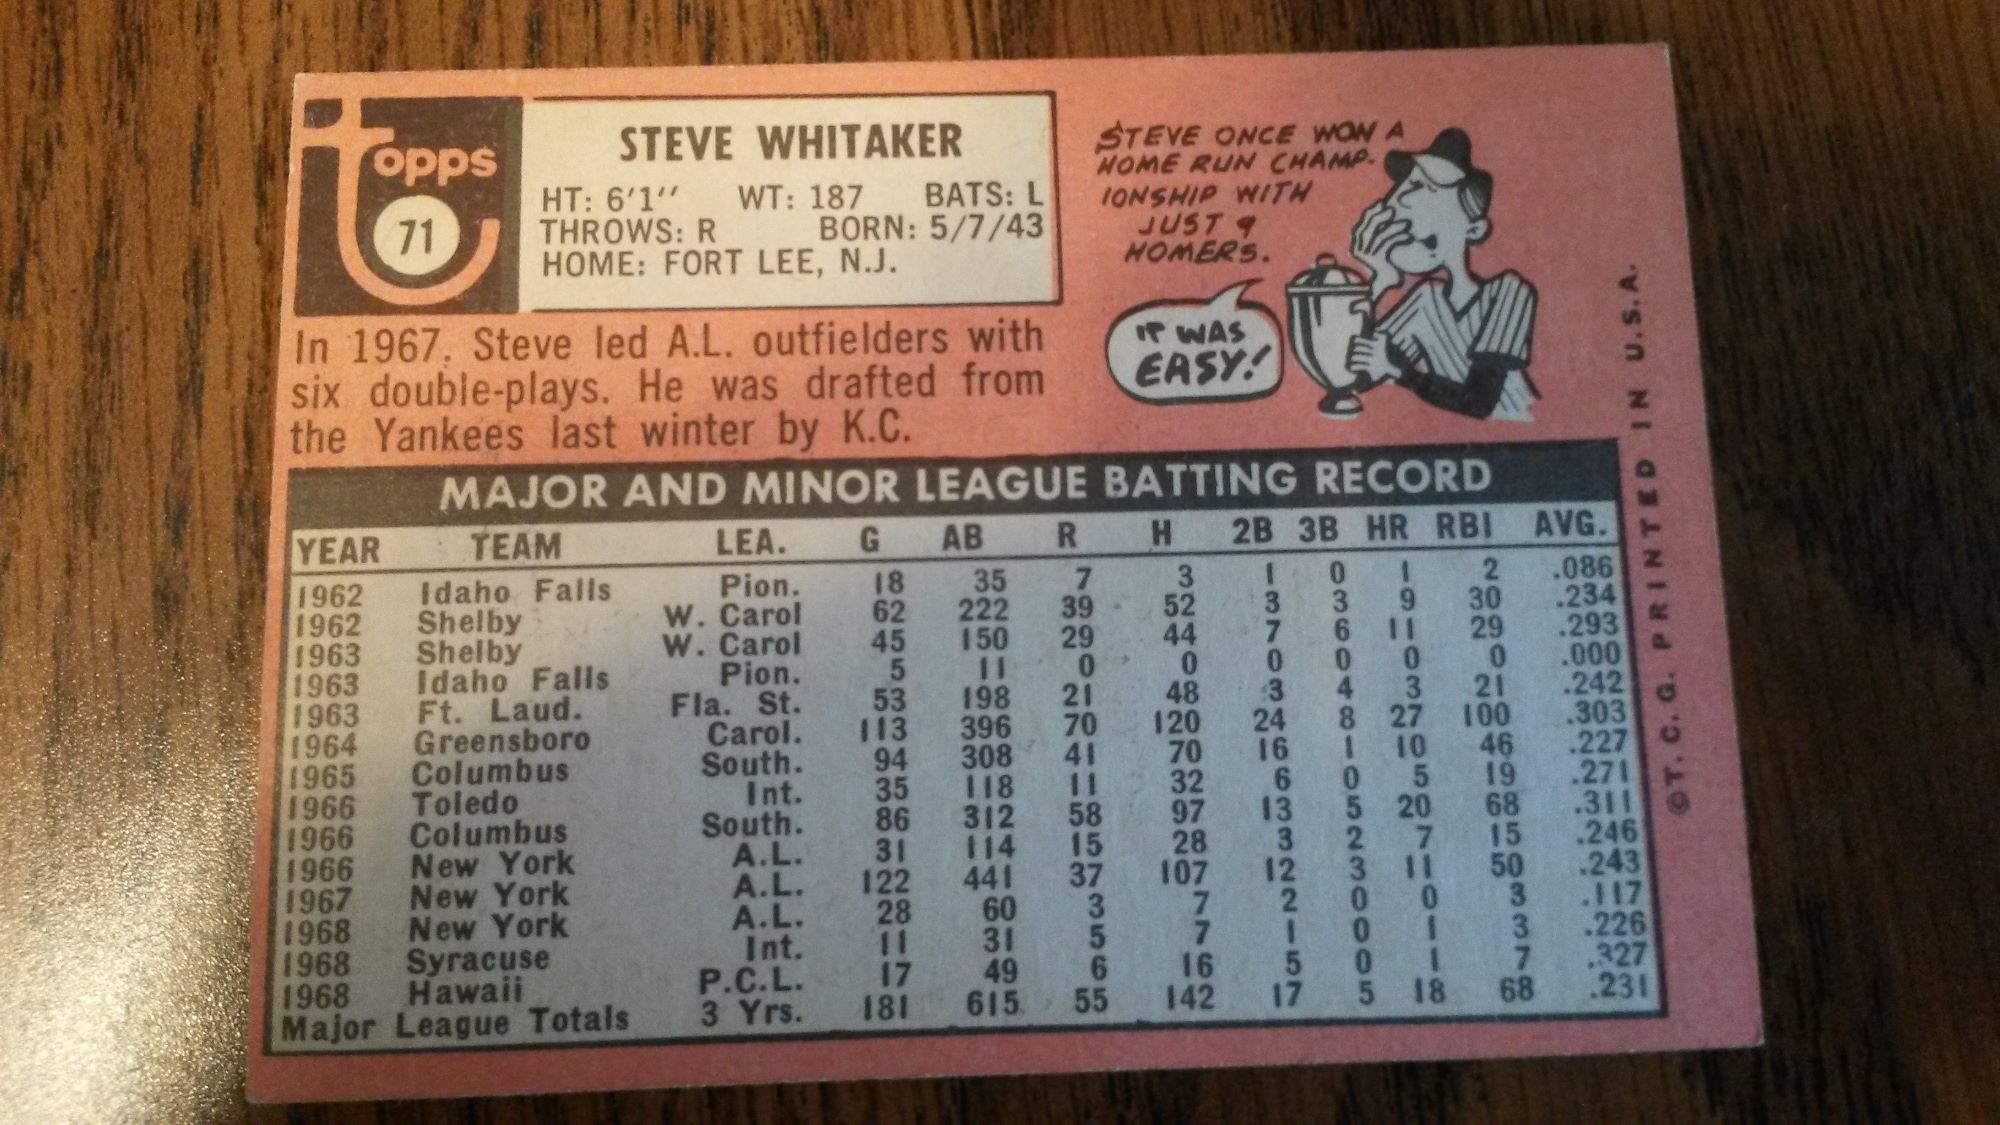 topps
71
STEVE WHITAKER
HT: 6'1" WT: 187 BATS: L
THROWS: R BORN: 5/7/43
HOME: FORT LEE, N.J.
In 1967, Steve led A.L. outfielders with
six double-plays. He was drafted from
the Yankees last winter by K.C.
STEVE ONCE WON A
HOME RUN CHAMP-
IONSHIP WITH
JUST 9
HOMERS.
IT WAS
EASY!
MAJOR AND MINOR LEAGUE BATTING RECORD
YEAR TEAM LEA. G AB R H 2B 3B HR RBI AVG.
1962 Idaho Falls Pion. 18 35 7 3 1 0 1 2 .086
1962 Shelby W. Carol 62 222 39 52 3 3 9 30 .234
1963 Shelby W. Carol 45 150 29 44 7 6 11 29 .293
1963 Idaho Falls Pion. 5 11 0 0 0 0 0 0 .000
1963 Ft. Laud. Fla. St. 53 198 21 48 3 4 3 21 .242
1964 Greensboro Carol. 113 396 70 120 24 8 27 100 .303
1965 Columbus South. 94 308 41 70 16 1 10 46 .227
1966 Toledo Int. 35 118 11 32 6 0 5 19 .271
1966 Columbus South. 86 312 58 97 13 5 20 68 .311
1966 New York A.L. 31 114 15 28 3 2 7 15 .246
1967 New York A.L. 122 441 37 107 12 3 11 50 .243
1968 New York A.L. 28 60 3 7 2 0 0 3 .117
1968 Syracuse Int. 11 31 5 7 1 0 1 3 .226
1968 Hawaii P.C.L. 17 49 6 16 5 0 1 7 .327
Major League Totals 3 Yrs. 181 615 55 142 17 5 18 68 .231
©T. C. G. PRINTED IN U.S.A.